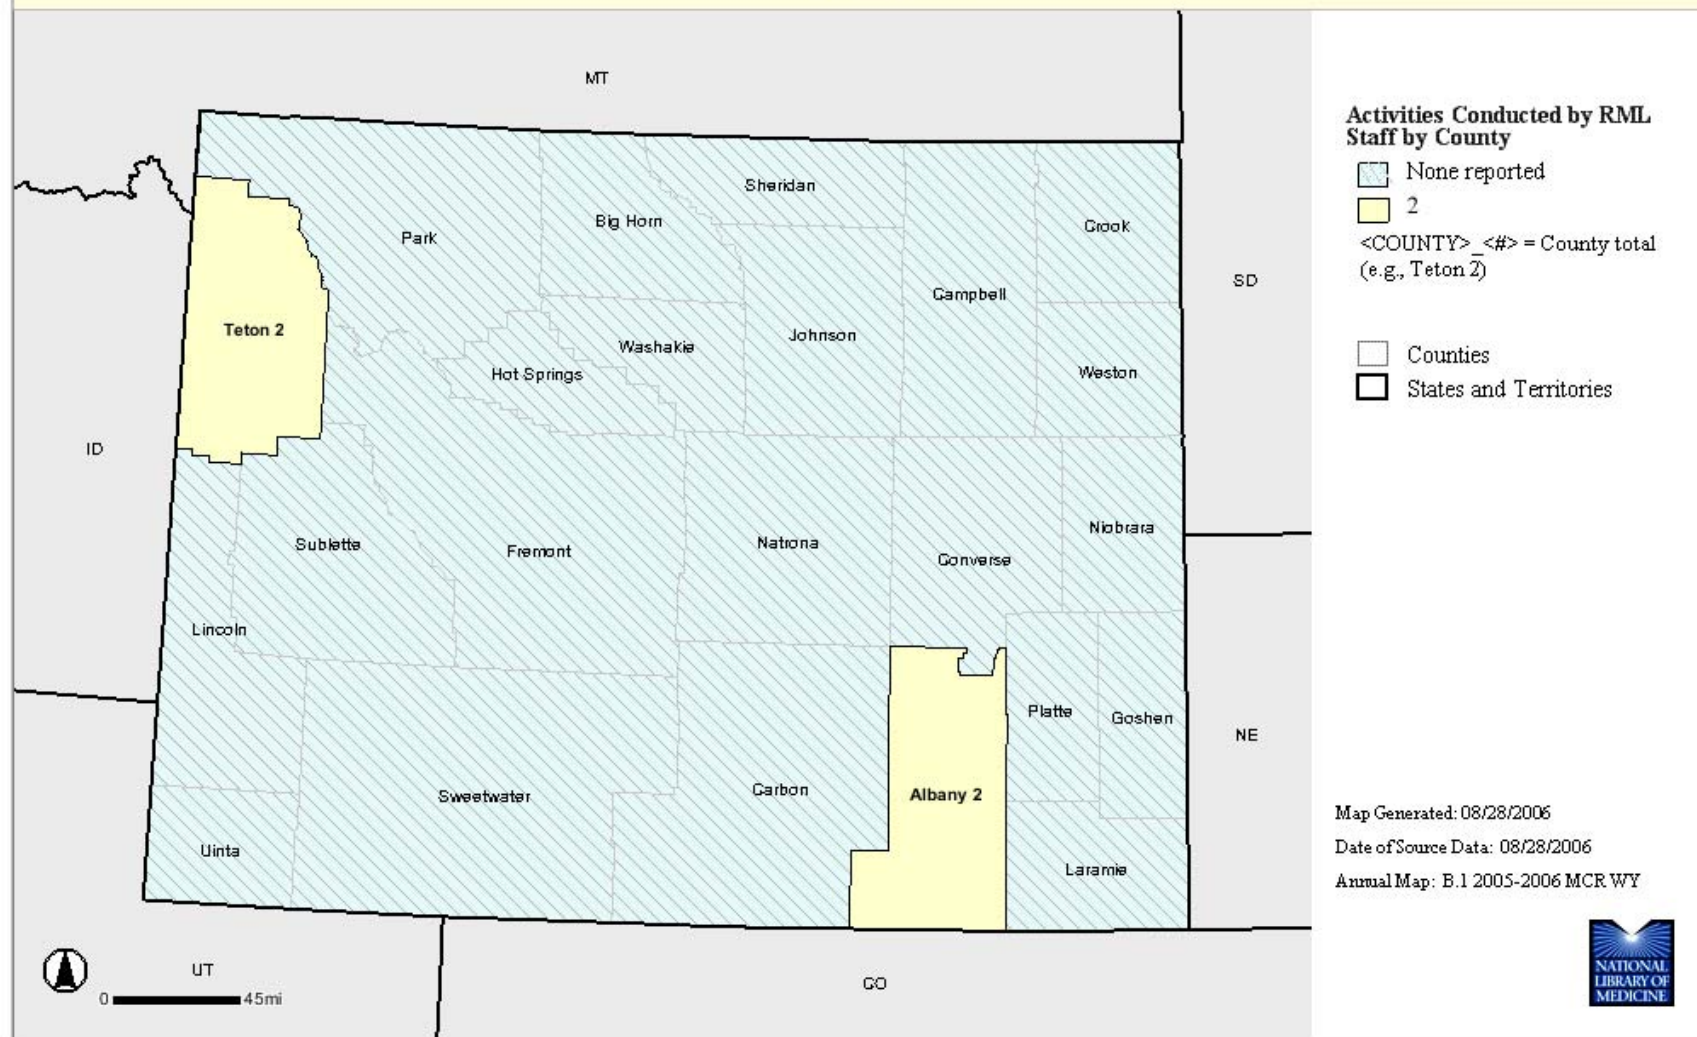 MT
Activities Conducted by RML
Staff by County
None reported
2
<COUNTY>_<#> = County total
(e.g., Teton 2)
Counties
States and Territories
Sheridan
Big Horn
Crook
Park
SD
Campbell
Teton 2
Johnson
Washakie
Hot Springs
Weston
ID
Niobrara
Natrona
Sublette
Fremont
Converse
Lincoln
Platte
Goshen
NE
Carbon
Albany 2
Sweetwater
Uinta
Laramie
Map Generated: 08/28/2006
Date of Source Data: 08/28/2006
Annual Map: B.1 2005-2006 MCR WY
UT
CO
0 45mi
NATIONAL
LIBRARY OF
MEDICINE